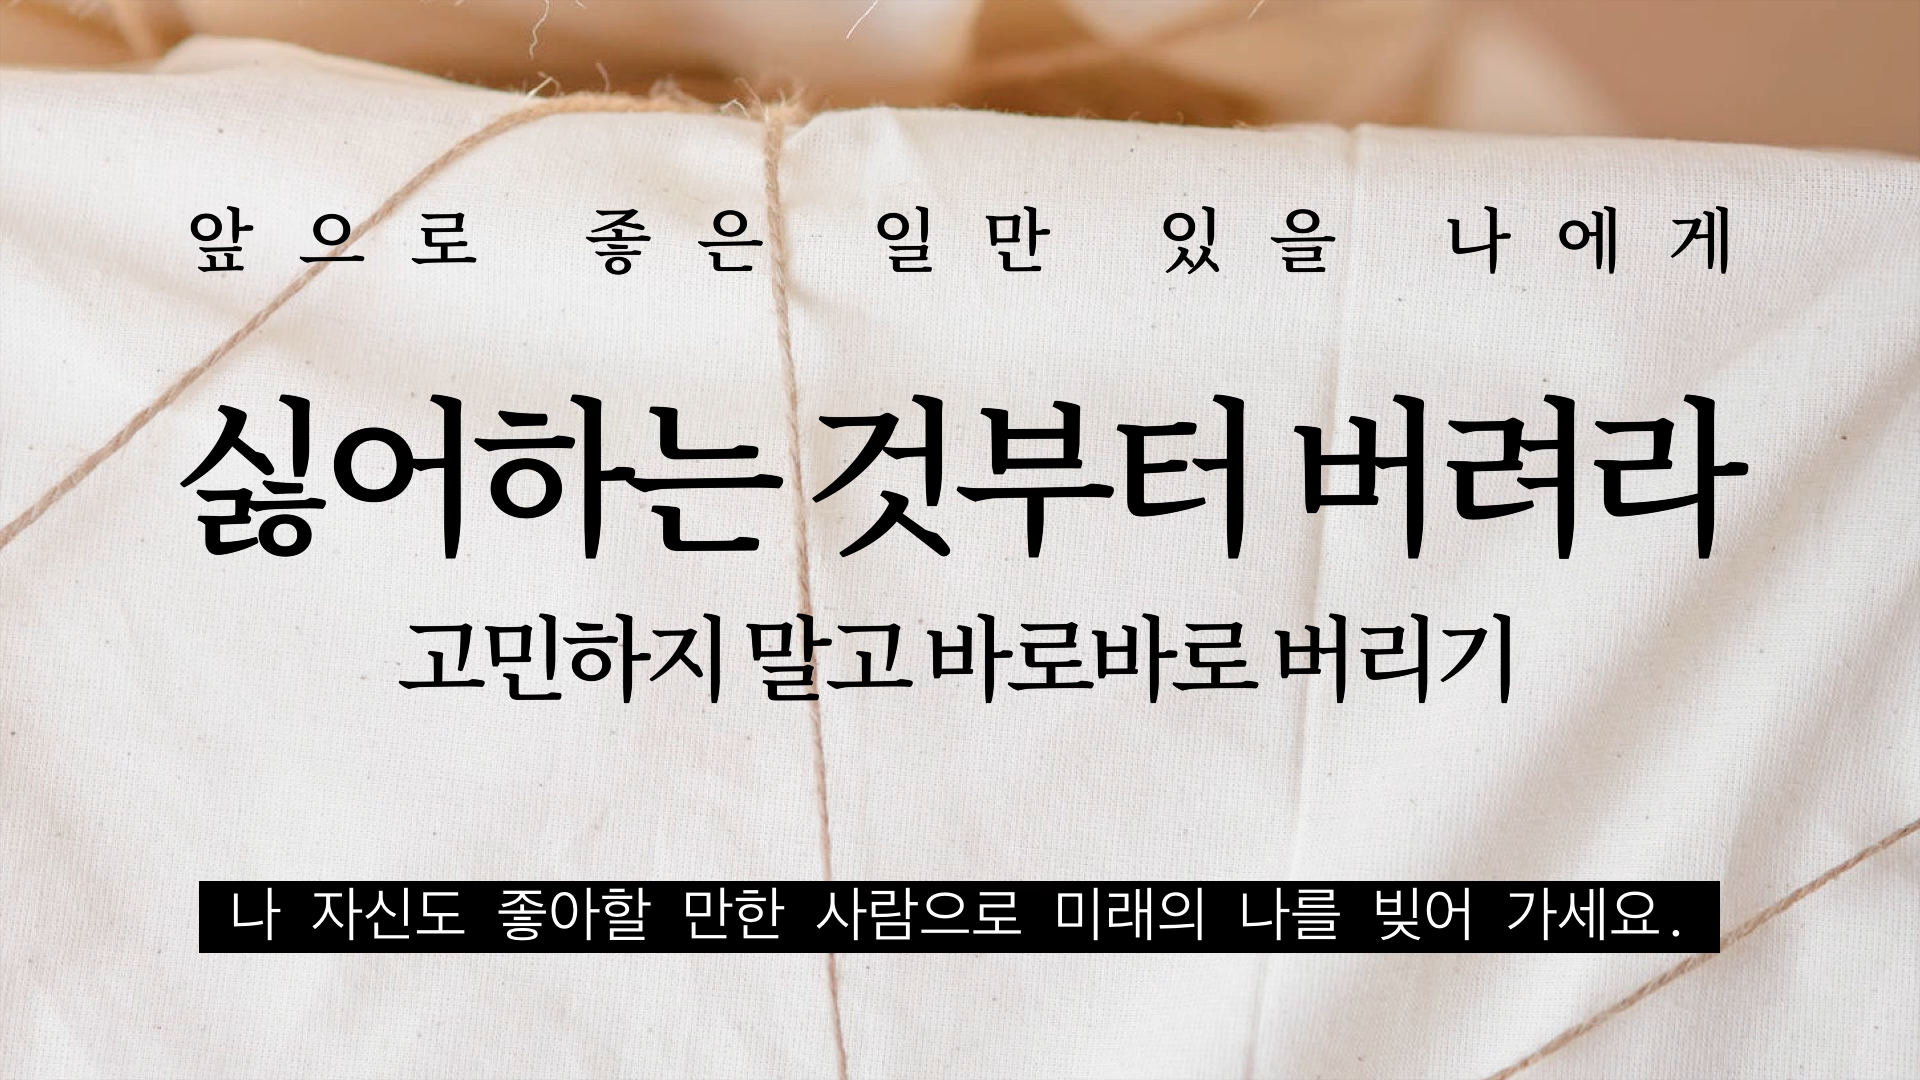 앞으로 좋은 일만 있을 나에게
싫어하는 것부터 버려라
고민하지 말고 바로바로 버리기
나 자신도 좋아할 만한 사람으로 미래의 나를 빚어 가세요.